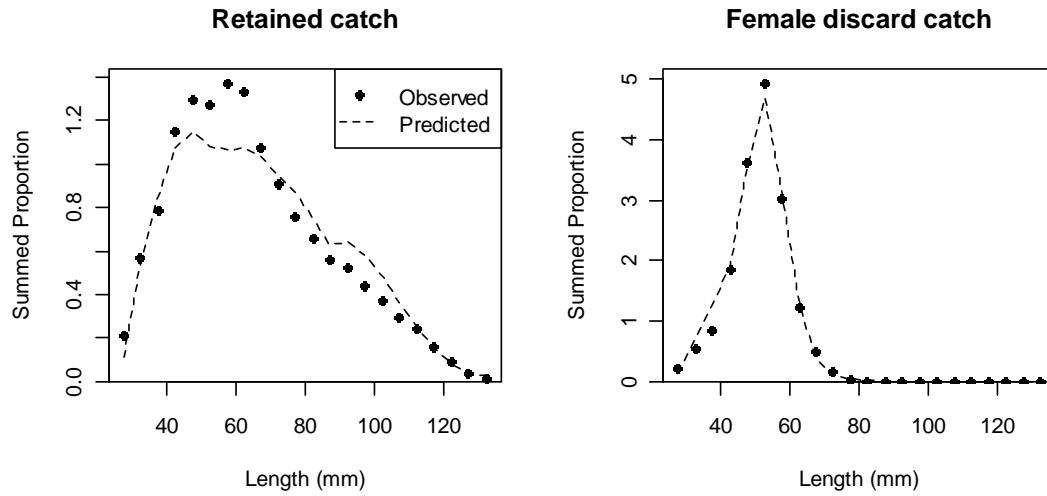 Retained catch
Summed Proportion
0.0 0.4 0.8 1.2
Observed
Predicted
40 60 80 100 120
Length (mm)
Female discard catch
Summed Proportion
0 1 2 3 4 5
40 60 80 100 120
Length (mm)